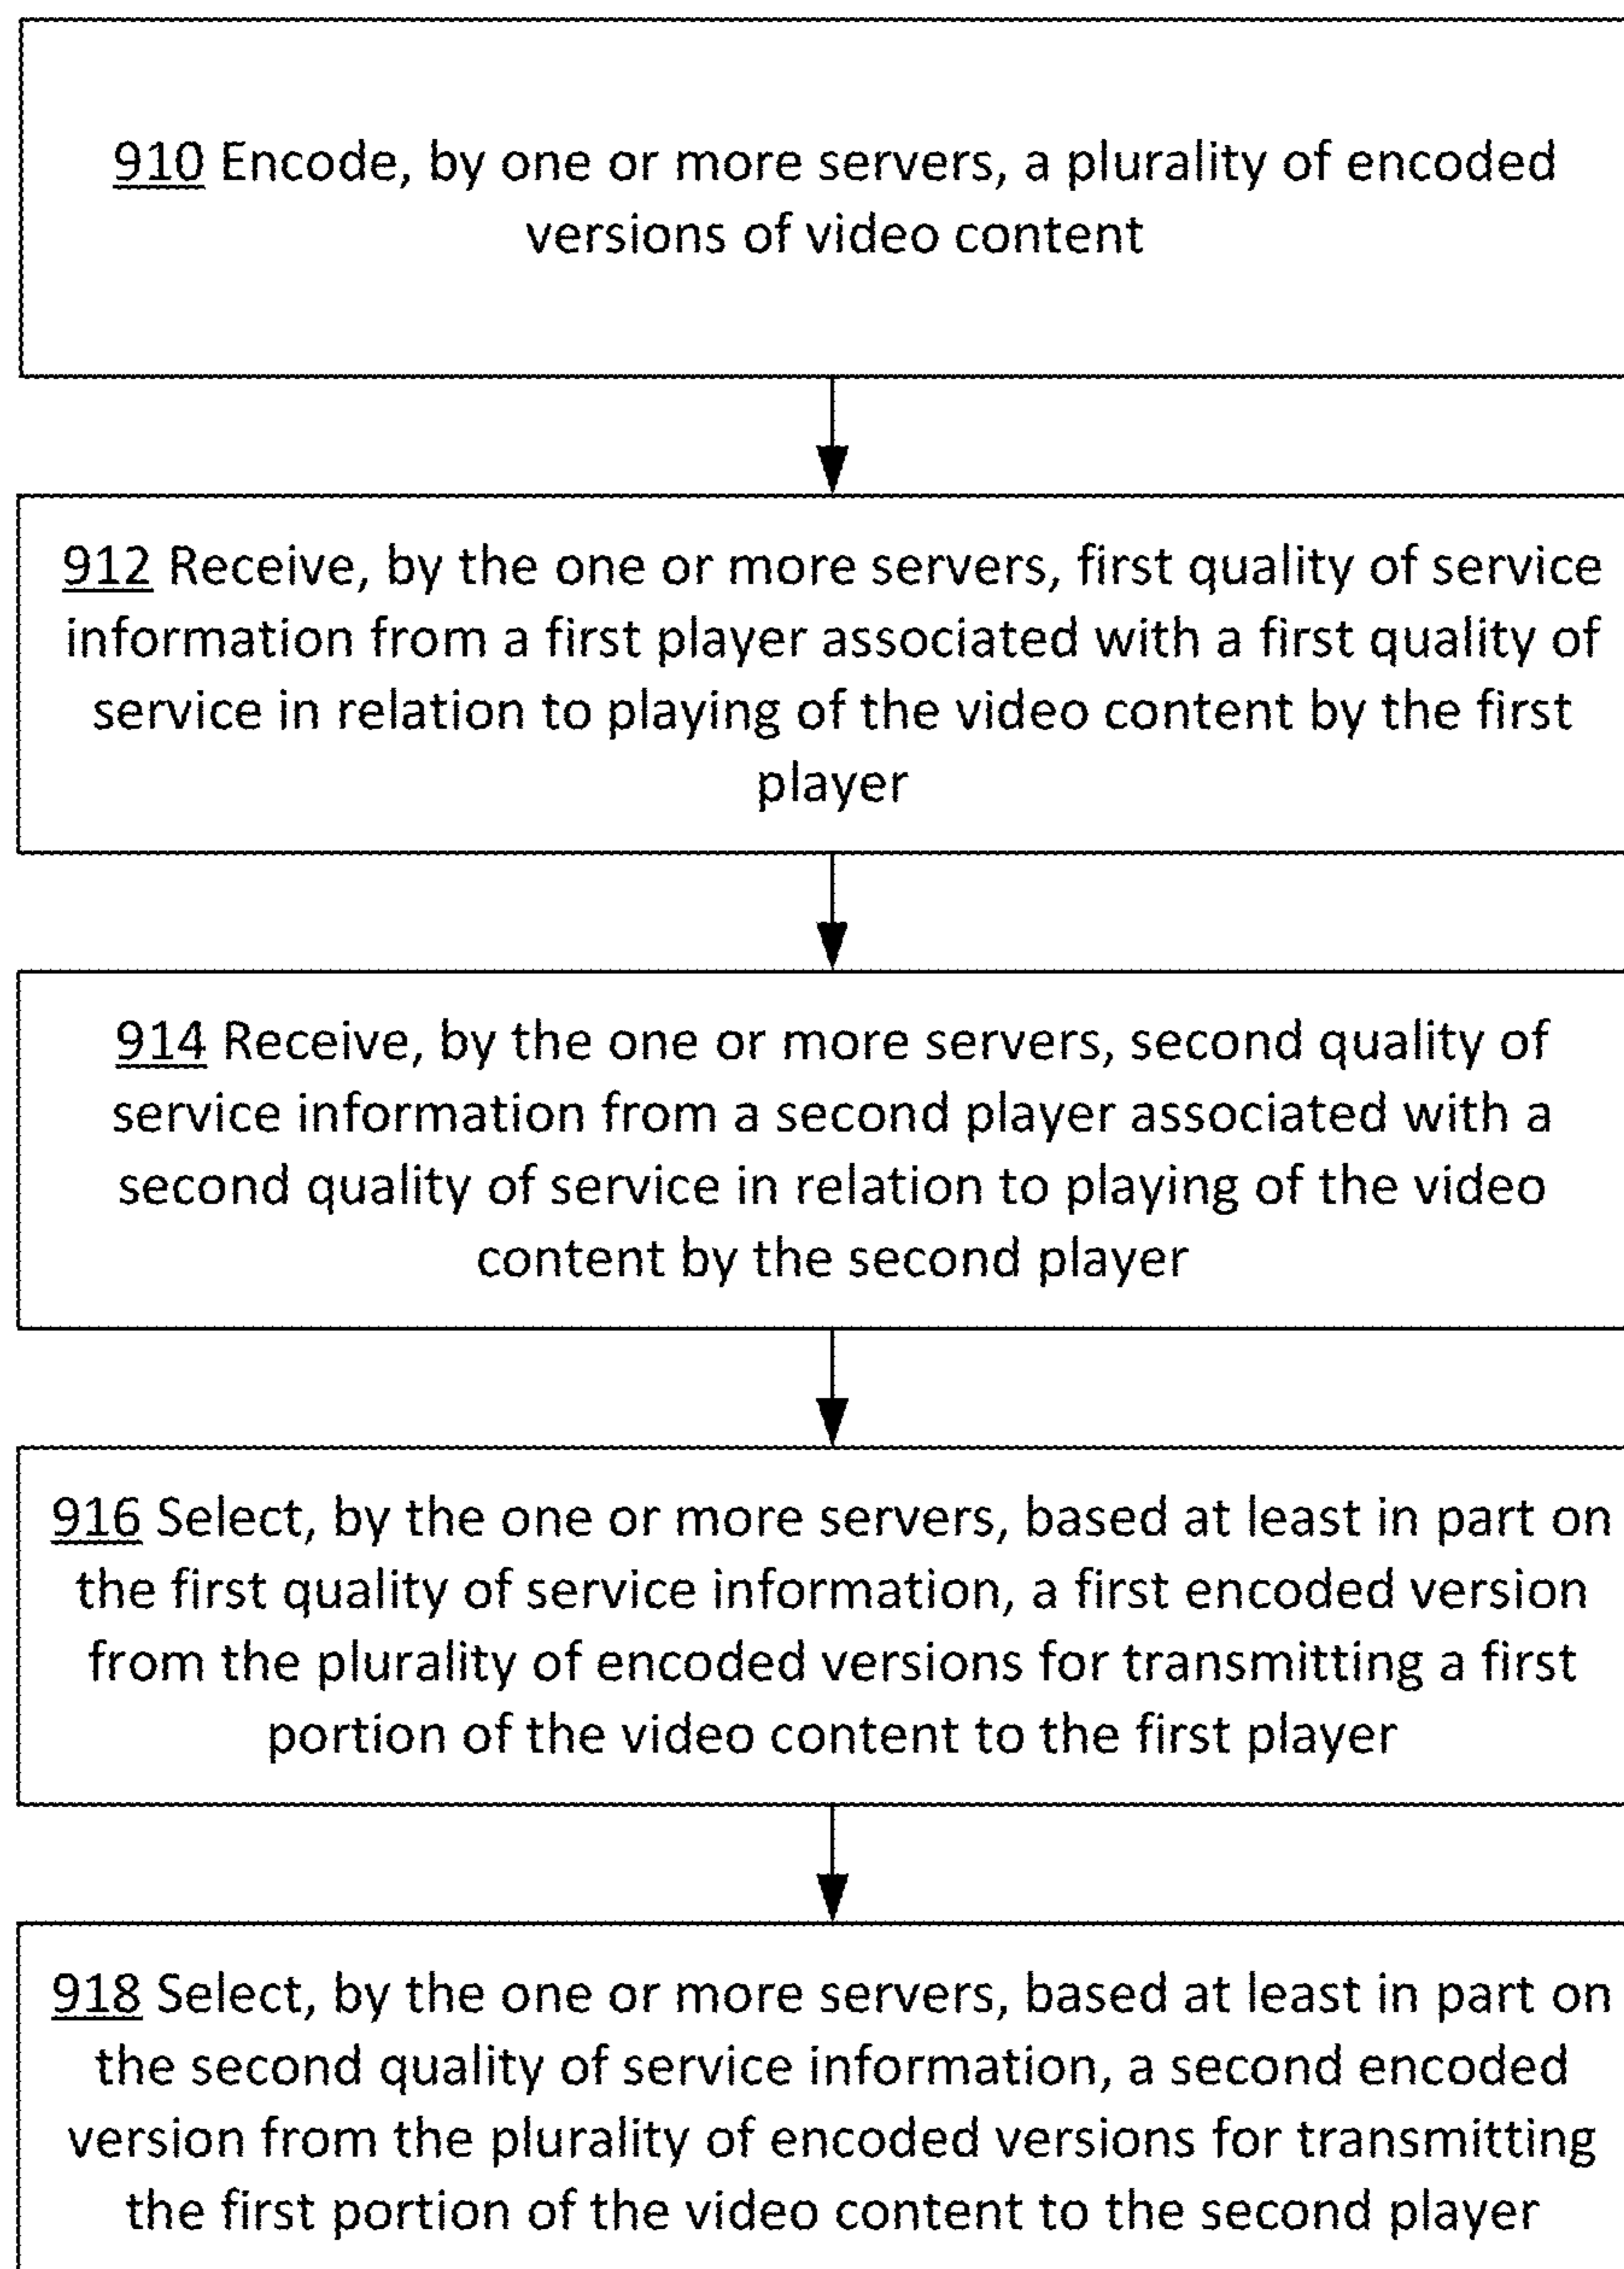 910 Encode, by one or more servers, a plurality of encoded
versions of video content
912 Receive, by the one or more servers, first quality of service
information from a first player associated with a first quality of
service in relation to playing of the video content by the first
player
914 Receive, by the one or more servers, second quality of
service information from a second player associated with a
second quality of service in relation to playing of the video
content by the second player
916 Select, by the one or more servers, based at least in part on
the first quality of service information, a first encoded version
from the plurality of encoded versions for transmitting a first
portion of the video content to the first player
918 Select, by the one or more servers, based at least in part on
the second quality of service information, a second encoded
version from the plurality of encoded versions for transmitting
the first portion of the video content to the second player